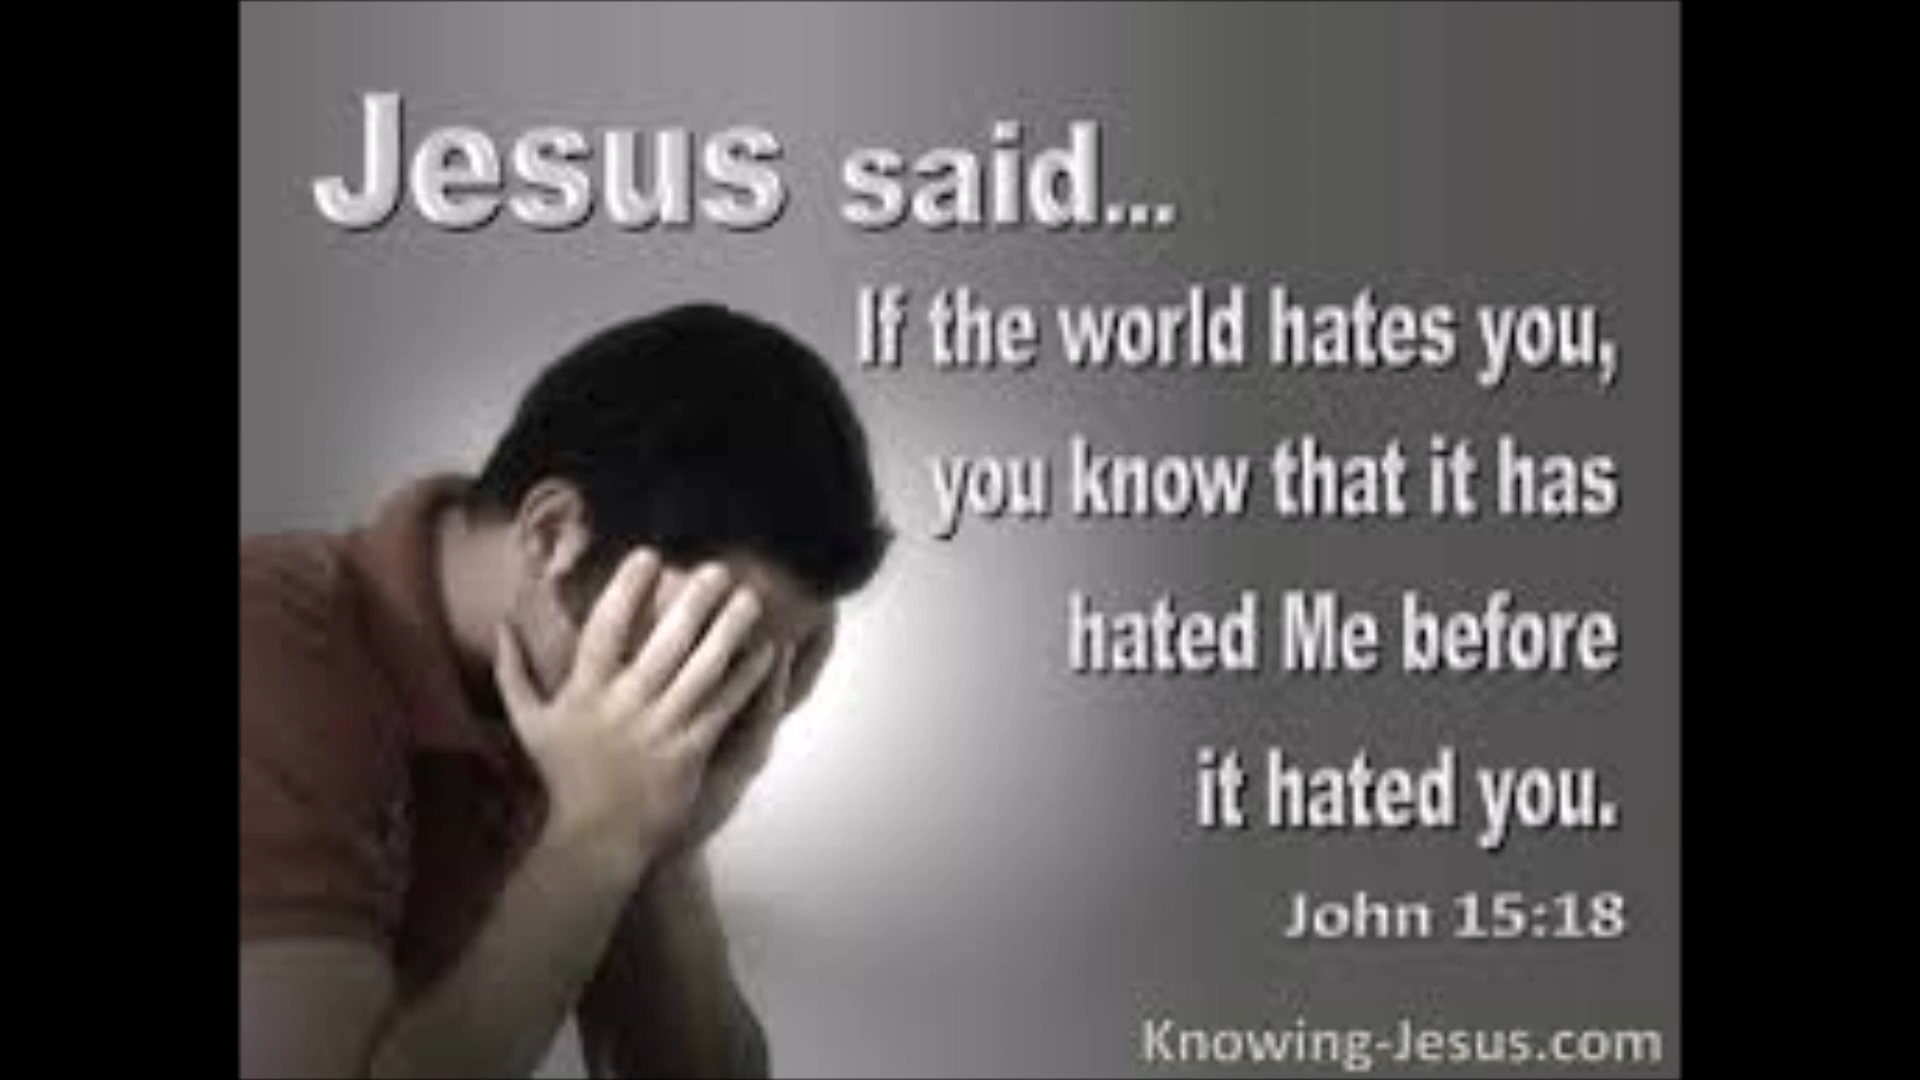 Jesus said...
If the world hates you,
you know that it has
hated Me before
it hated you.
John 15:18
Knowing-Jesus.com